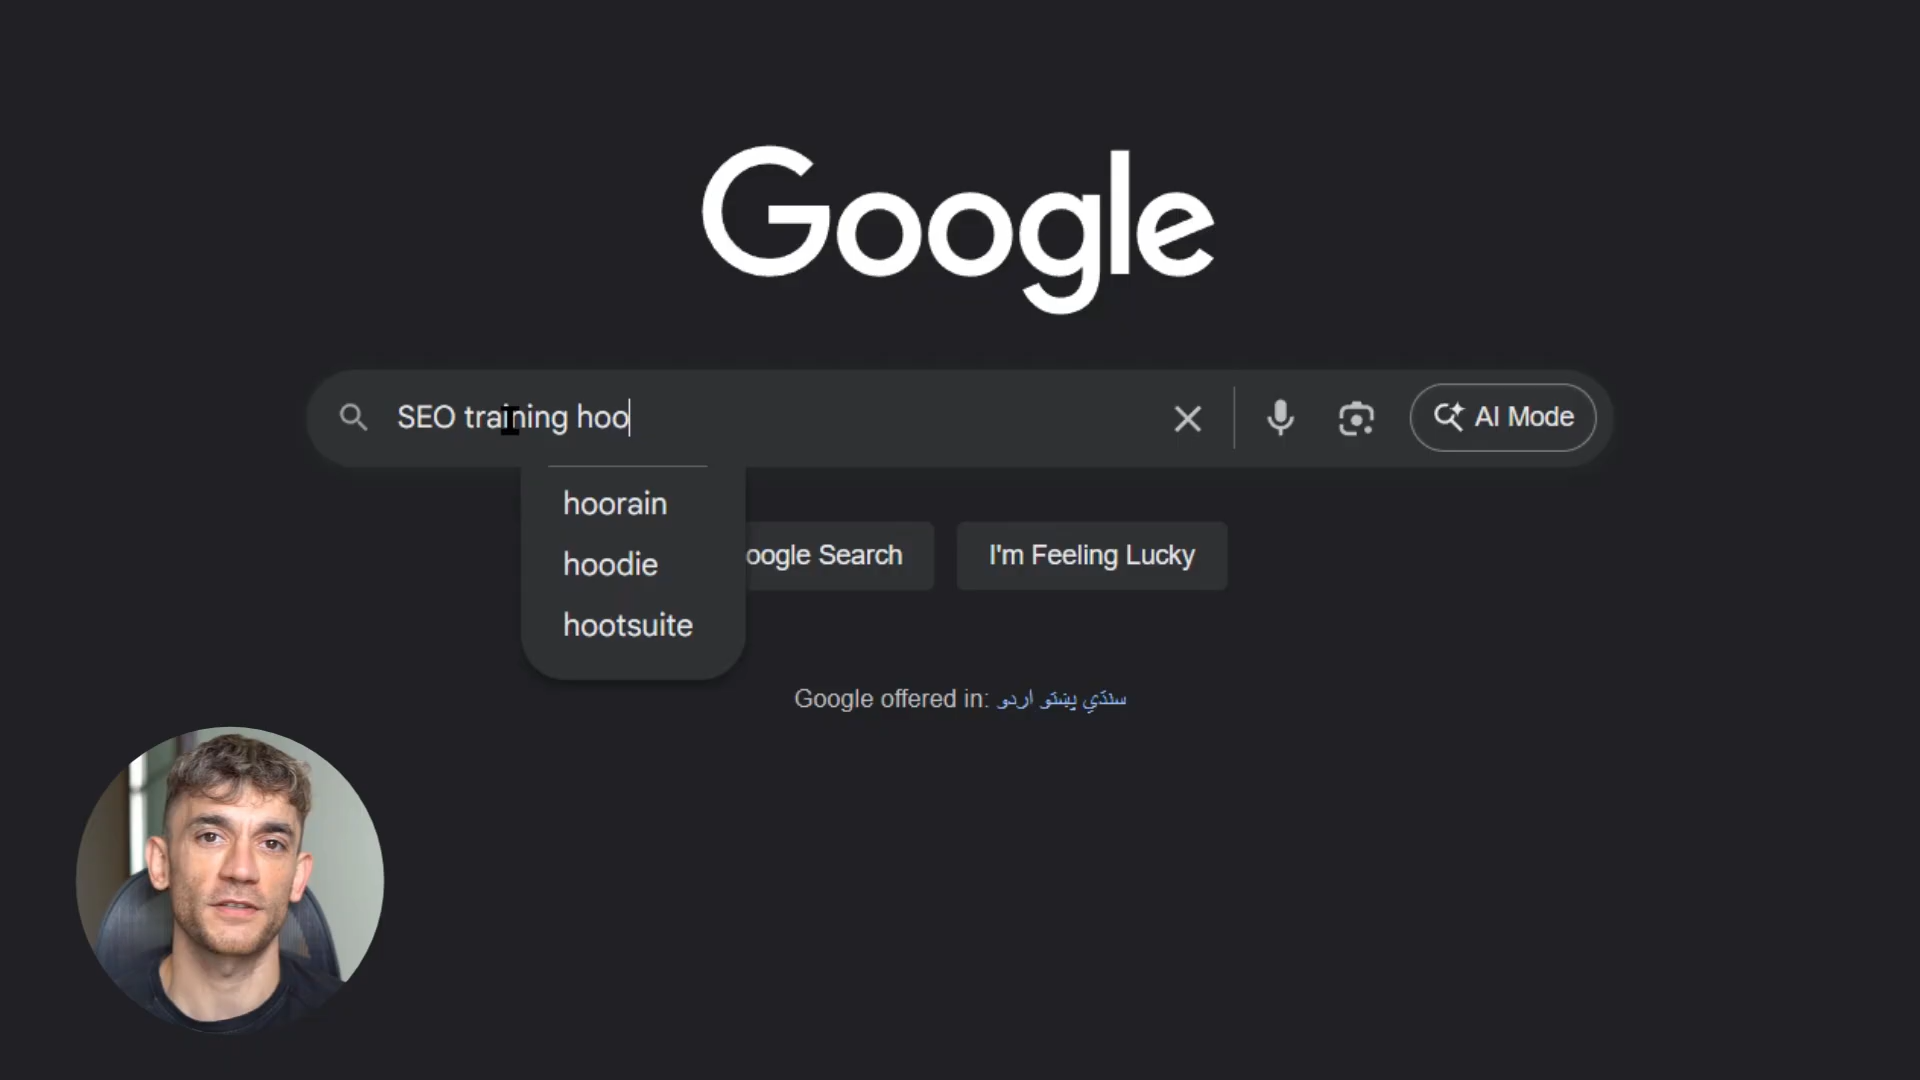 Google
SEO training hoo
AI Mode
hoorain
hoodie
hootsuite
oogle Search
I'm Feeling Lucky
Google offered in: اردو پښتو سنڌي